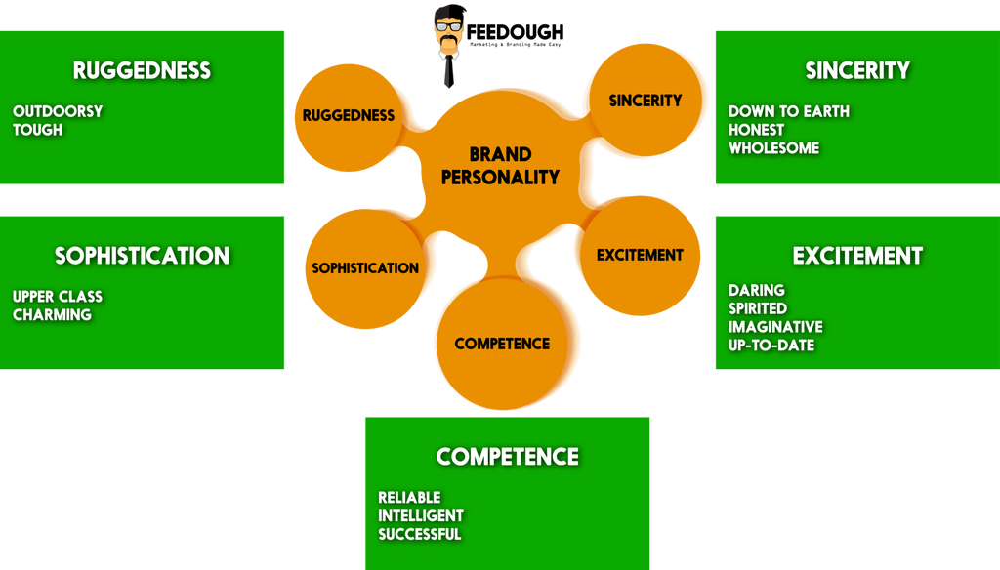 FEEDOUGH
Marketing & Branding Made Easy
RUGGEDNESS
OUTDOORSY
TOUGH
SOPHISTICATION
UPPER CLASS
CHARMING
RUGGEDNESS
SINCERITY
BRAND
PERSONALITY
SOPHISTICATION
EXCITEMENT
COMPETENCE
SINCERITY
DOWN TO EARTH
HONEST
WHOLESOME
EXCITEMENT
DARING
SPIRITED
IMAGINATIVE
UP-TO-DATE
COMPETENCE
RELIABLE
INTELLIGENT
SUCCESSFUL